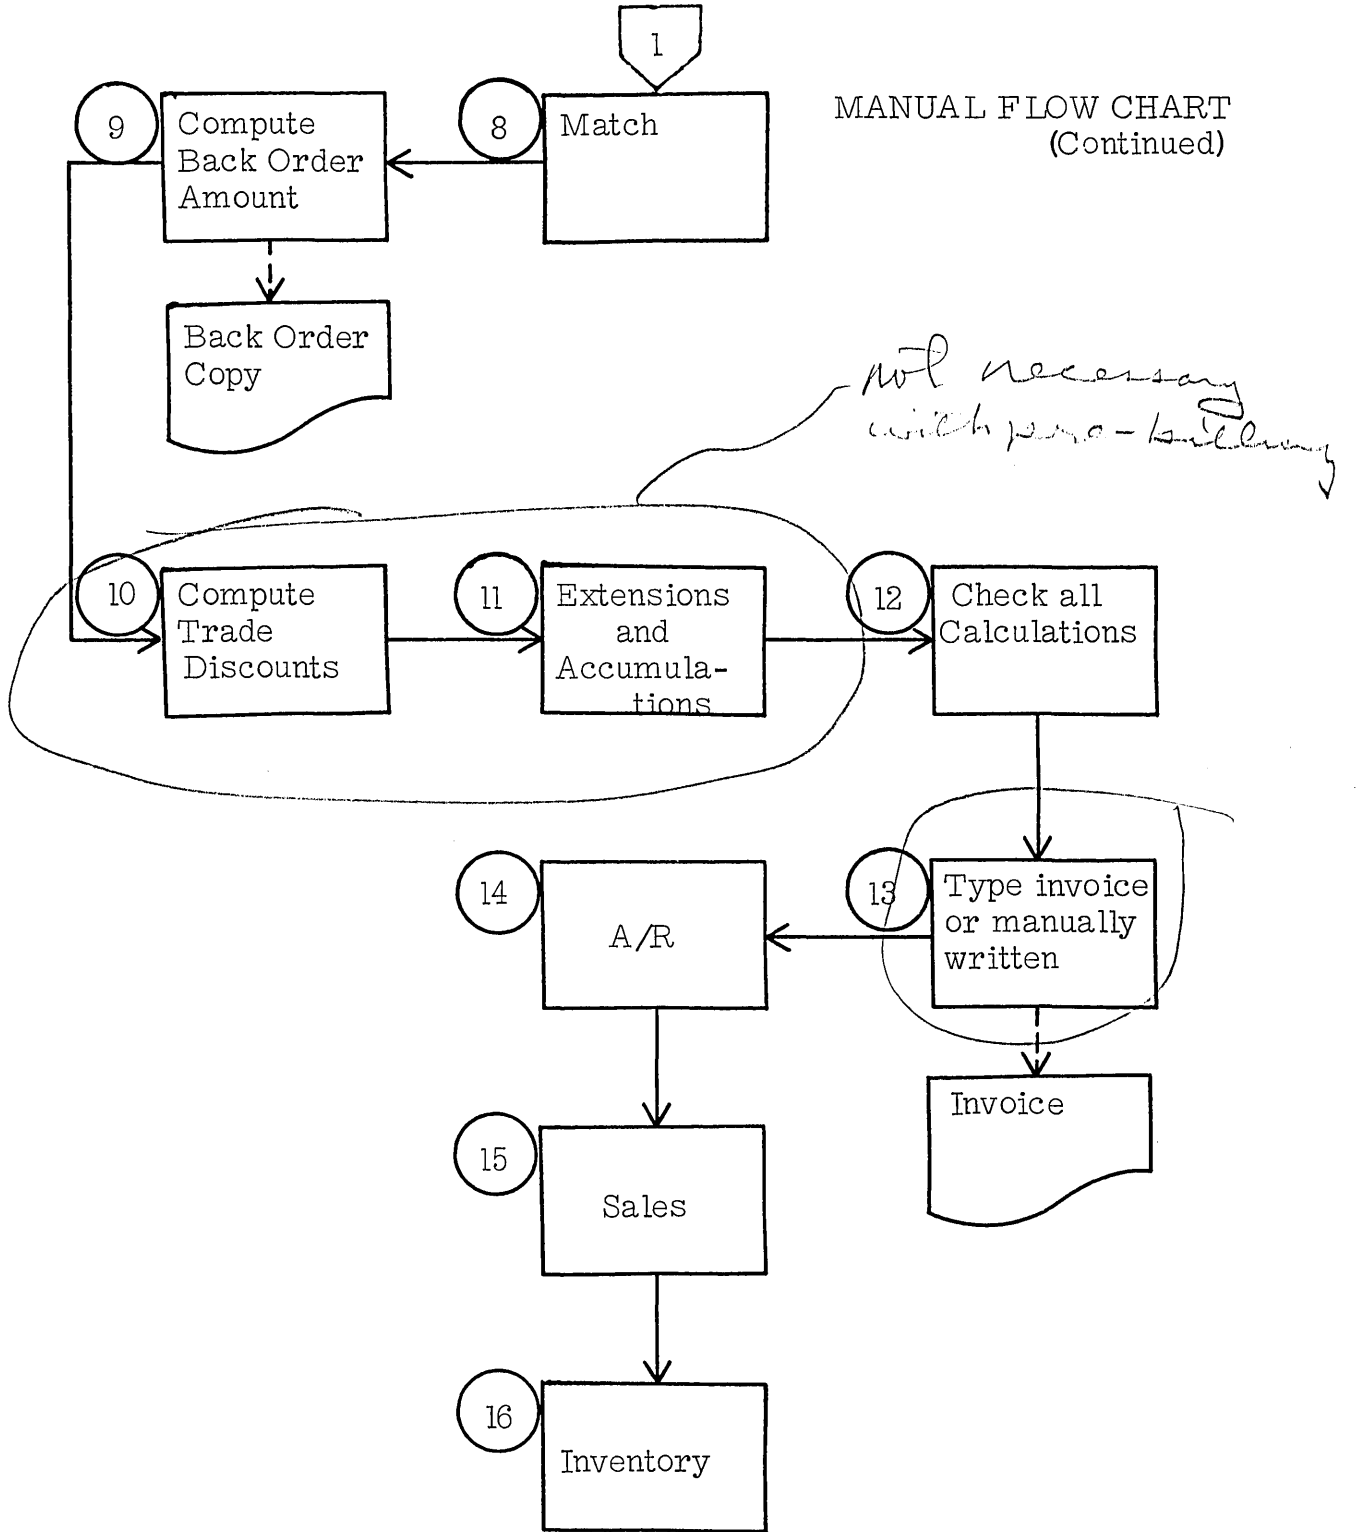 1
MANUAL FLOW CHART
(Continued)
9
Compute
Back Order
Amount
8
Match
Back Order
Copy
not necessary
with pre-billing
10
Compute
Trade
Discounts
11
Extensions
and
Accumula-
tions
12
Check all
Calculations
13
Type invoice
or manually
written
14
A/R
Invoice
15
Sales
16
Inventory